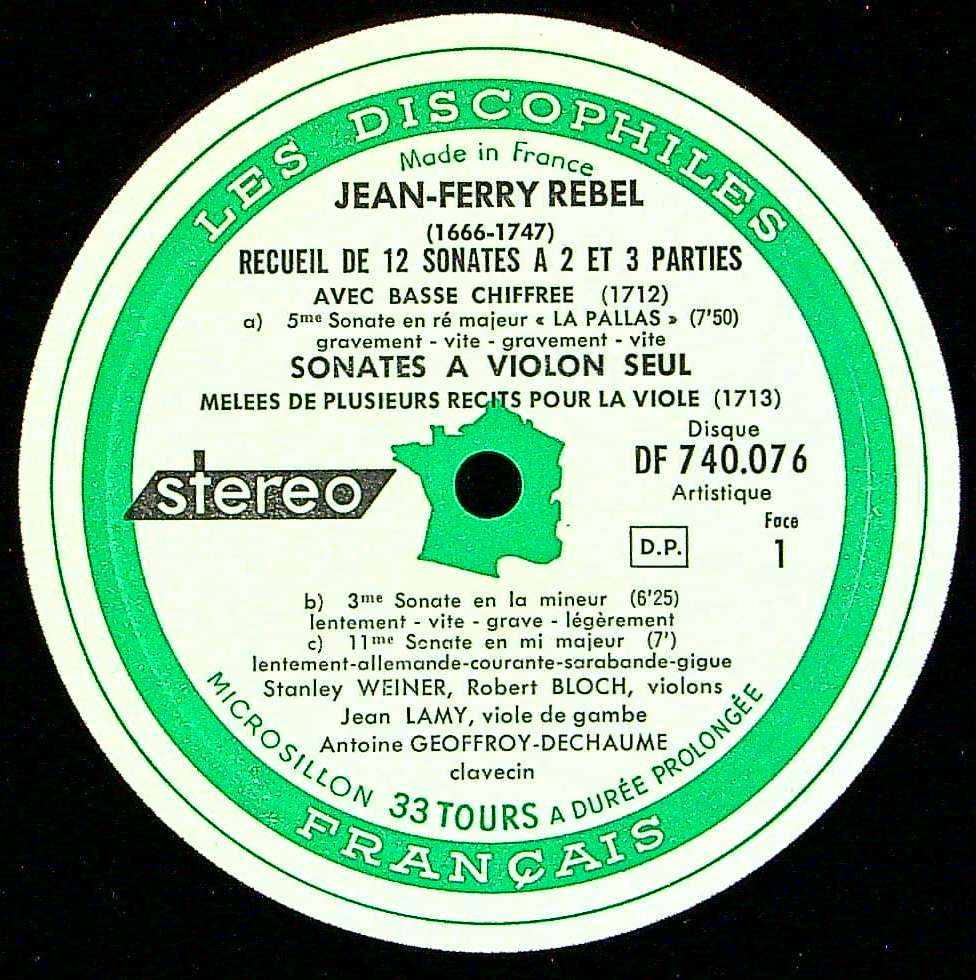 LES DISCOPHILES
Made in France
JEAN-FERRY REBEL
(1666-1747)
RECUEIL DE 12 SONATES A 2 ET 3 PARTIES
AVEC BASSE CHIFFREE (1712)
a) 5me Sonate en ré majeur « LA PALLAS » (7'50)
gravement - vite - gravement - vite
SONATES A VIOLON SEUL
MELEES DE PLUSIEURS RECITS POUR LA VIOLE (1713)
stereo
Disque
DF 740.076
Artistique
Face
D.P.
1
b) 3me Sonate en la mineur (6'25)
lentement - vite - grave - légèrement
c) 11me Sonate en mi majeur (7')
lentement-allemande-courante-sarabande-gigue
Stanley WEINER, Robert BLOCH, violons
Jean LAMY, viole de gambe
Antoine GEOFFROY-DECHAUME
clavecin
MICROSILLON 33 TOURS A DURÉE PROLONGÉE
FRANÇAIS